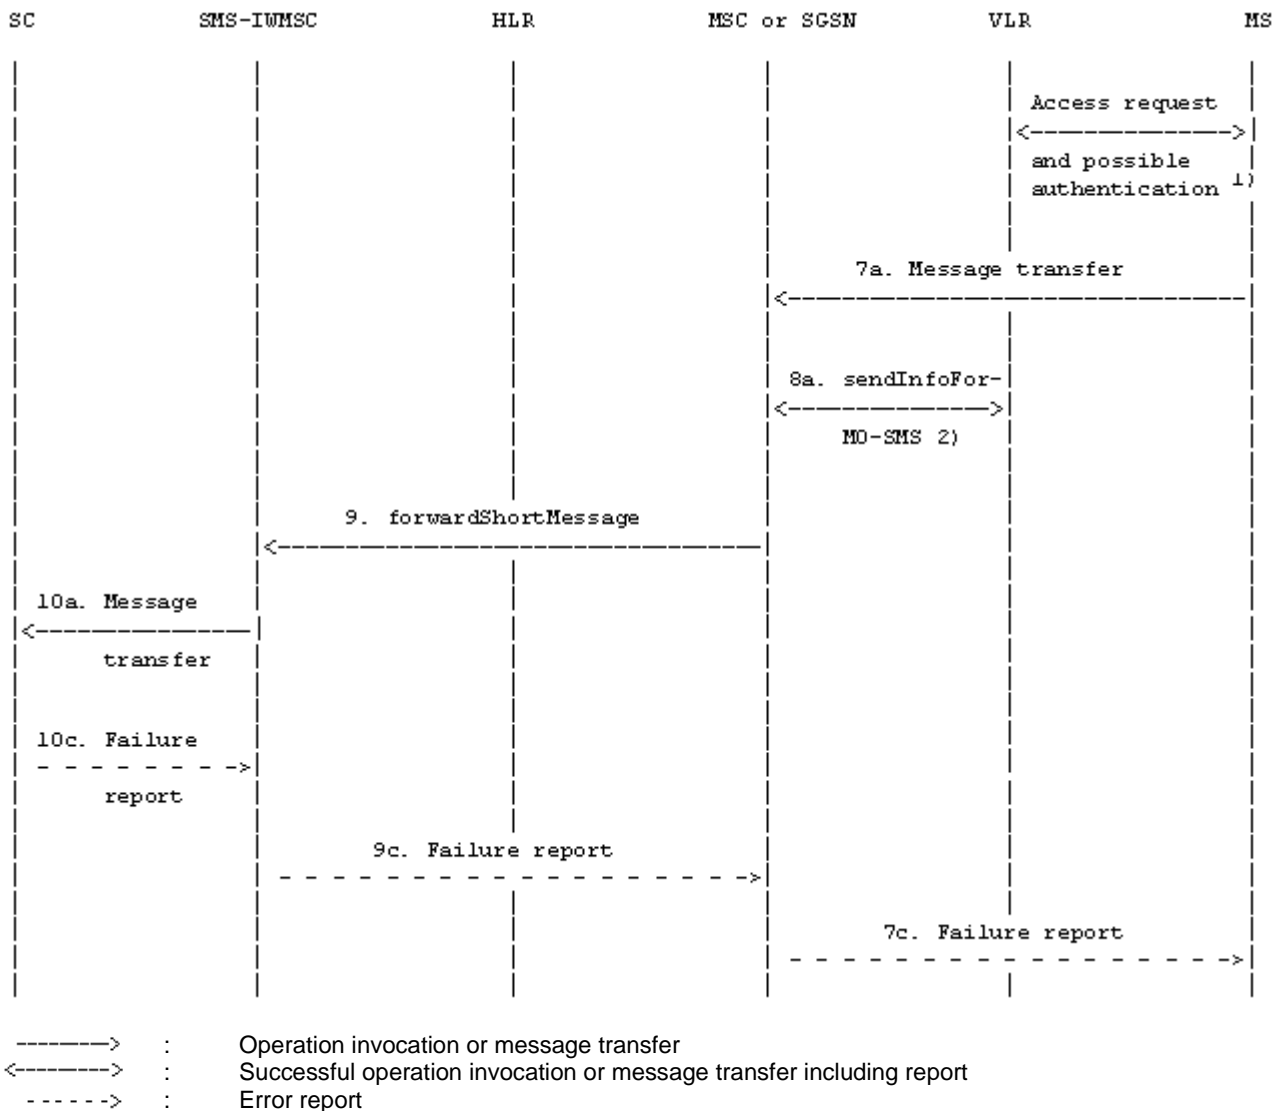 SC SMS-IWMSC HLR MSC or SGSN VLR MS
Access request
and possible
authentication 1)
7a. Message transfer
8a. sendInfoFor-
MO-SMS 2)
9. forwardShortMessage
10a. Message
transfer
10c. Failure
report
9c. Failure report
7c. Failure report
: Operation invocation or message transfer
: Successful operation invocation or message transfer including report
: Error report